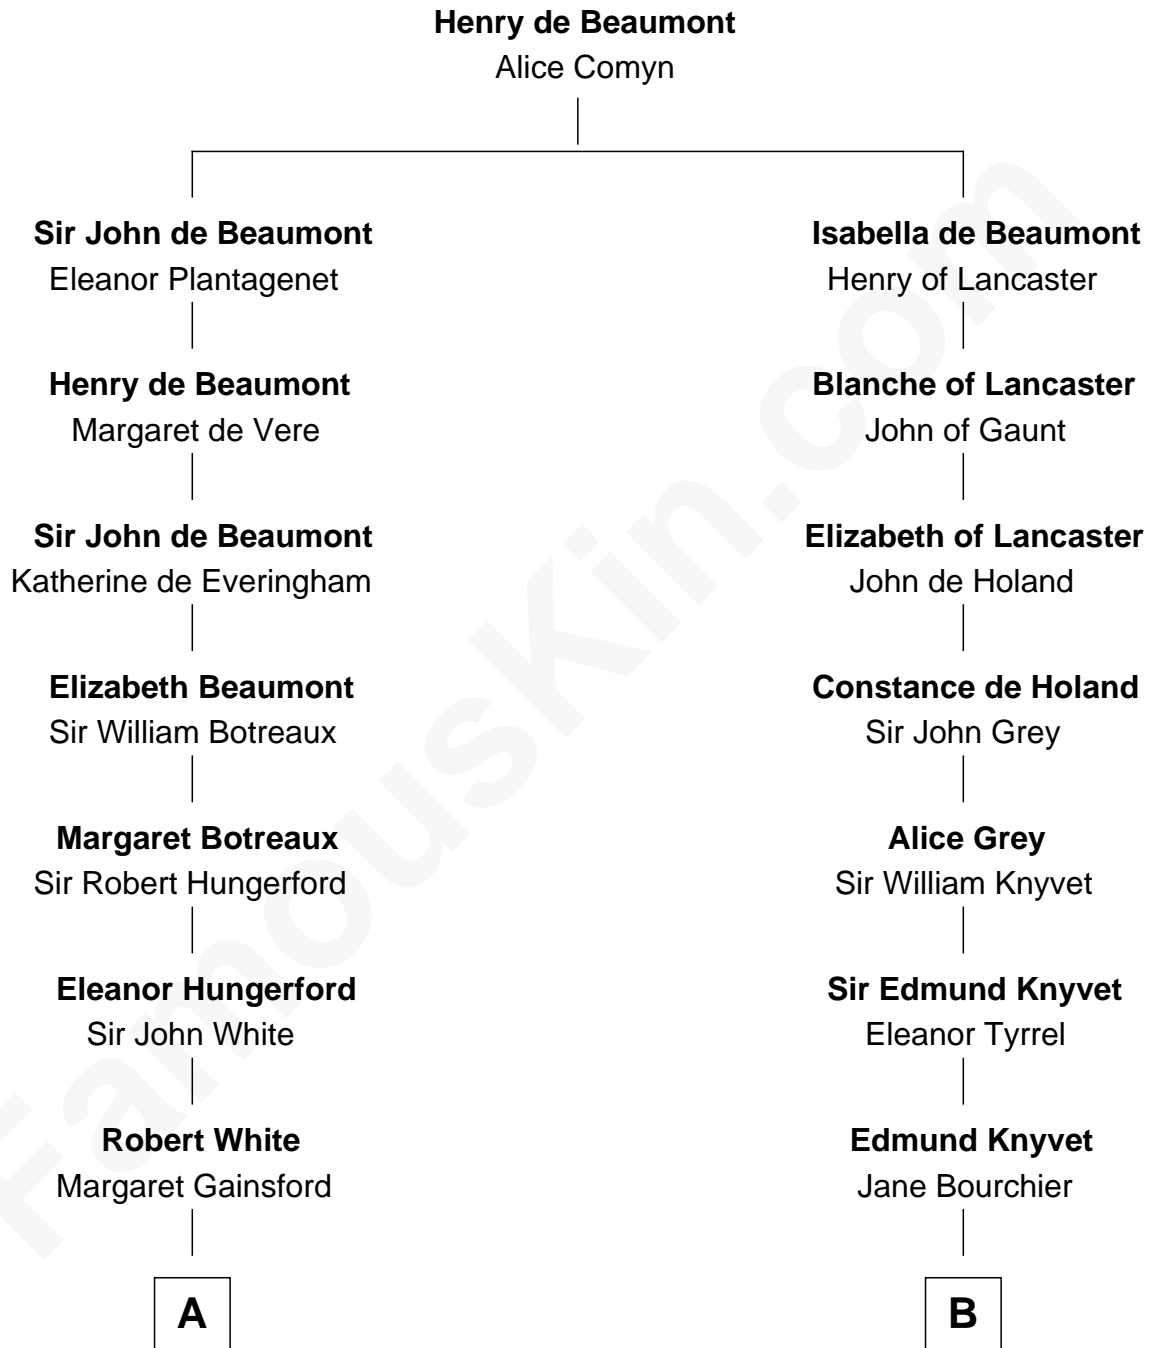 Henry de Beaumont
Alice Comyn
Sir John de Beaumont
Eleanor Plantagenet
Isabella de Beaumont
Henry of Lancaster
Henry de Beaumont
Margaret de Vere
Blanche of Lancaster
John of Gaunt
Sir John de Beaumont
Katherine de Everingham
Elizabeth of Lancaster
John de Holand
Elizabeth Beaumont
Sir William Botreaux
Constance de Holand
Sir John Grey
Margaret Botreaux
Sir Robert Hungerford
Alice Grey
Sir William Knyvet
Eleanor Hungerford
Sir John White
Sir Edmund Knyvet
Eleanor Tyrrel
Robert White
Margaret Gainsford
Edmund Knyvet
Jane Bourchier
A
B
FamousKin.com